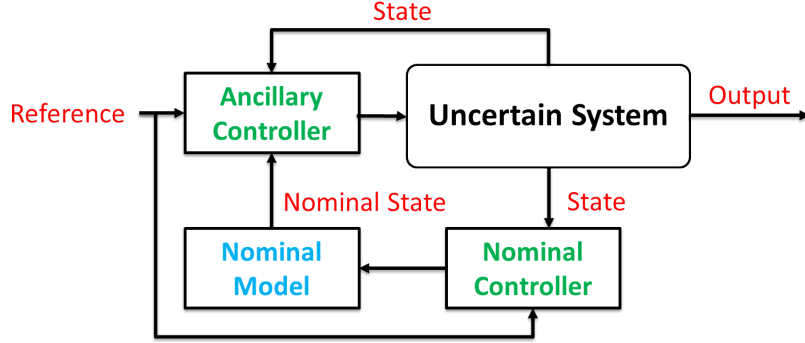 State
Reference
Ancillary
Controller
Uncertain System
Output
Nominal State
State
Nominal
Model
Nominal
Controller